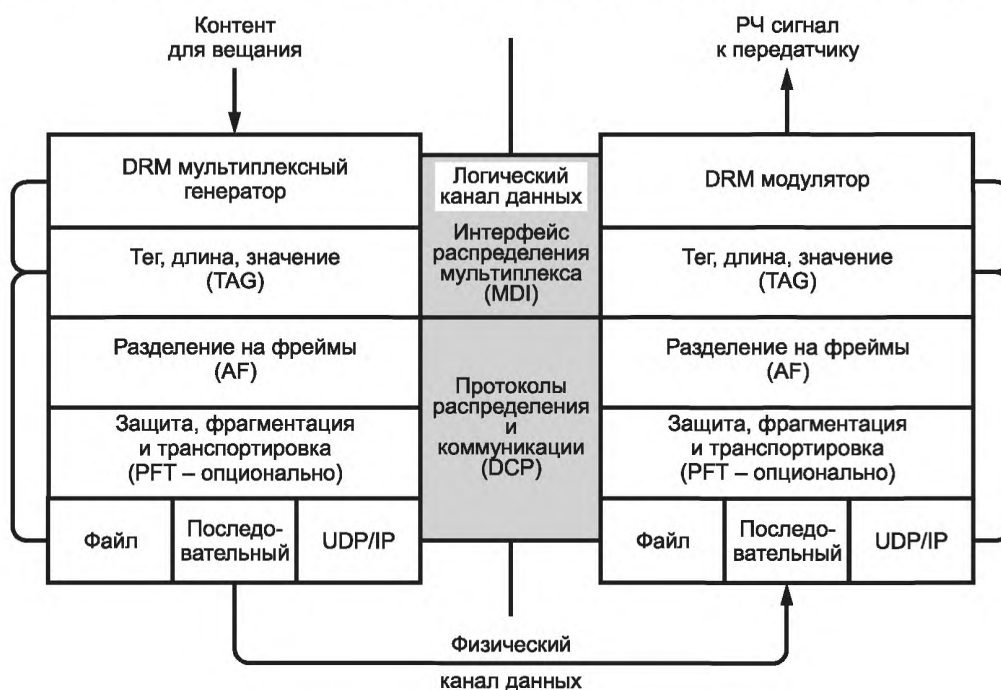 Контент
для вещания
РЧ сигнал
к передатчику
DRM мультиплексный
генератор
Логический
канал данных
DRM модулятор
Тег, длина, значение
(TAG)
Интерфейс
распределения
мультиплекса
(MDI)
Тег, длина, значение
(TAG)
Разделение на фреймы
(AF)
Протоколы
распределения
и
коммуникации
(DCP)
Разделение на фреймы
(AF)
Защита, фрагментация
и транспортировка
(PFT – опционально)
Защита, фрагментация
и транспортировка
(PFT – опционально)
Файл
Последо-
вательный
UDP/IP
Файл
Последо-
вательный
UDP/IP
Физический
канал данных